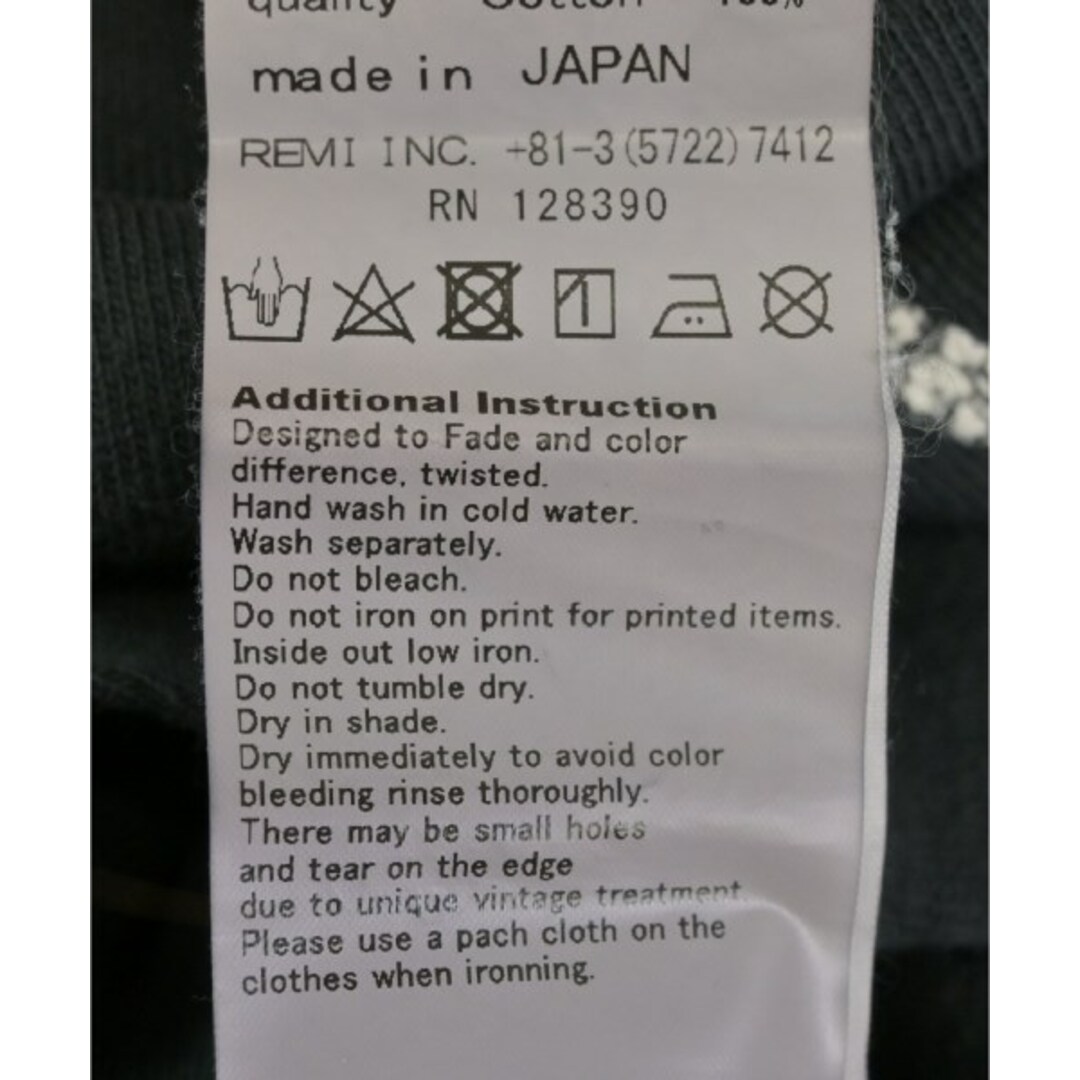 quality Cotton 100%
made in JAPAN
REMI INC. +81-3(5722)7412
RN 128390
Additional Instruction
Designed to Fade and color
difference, twisted.
Hand wash in cold water.
Wash separately.
Do not bleach.
Do not iron on print for printed items.
Inside out low iron.
Do not tumble dry.
Dry in shade.
Dry immediately to avoid color
bleeding rinse thoroughly.
There may be small holes
and tear on the edge
due to unique vintage treatment.
Please use a pach cloth on the
clothes when ironning.